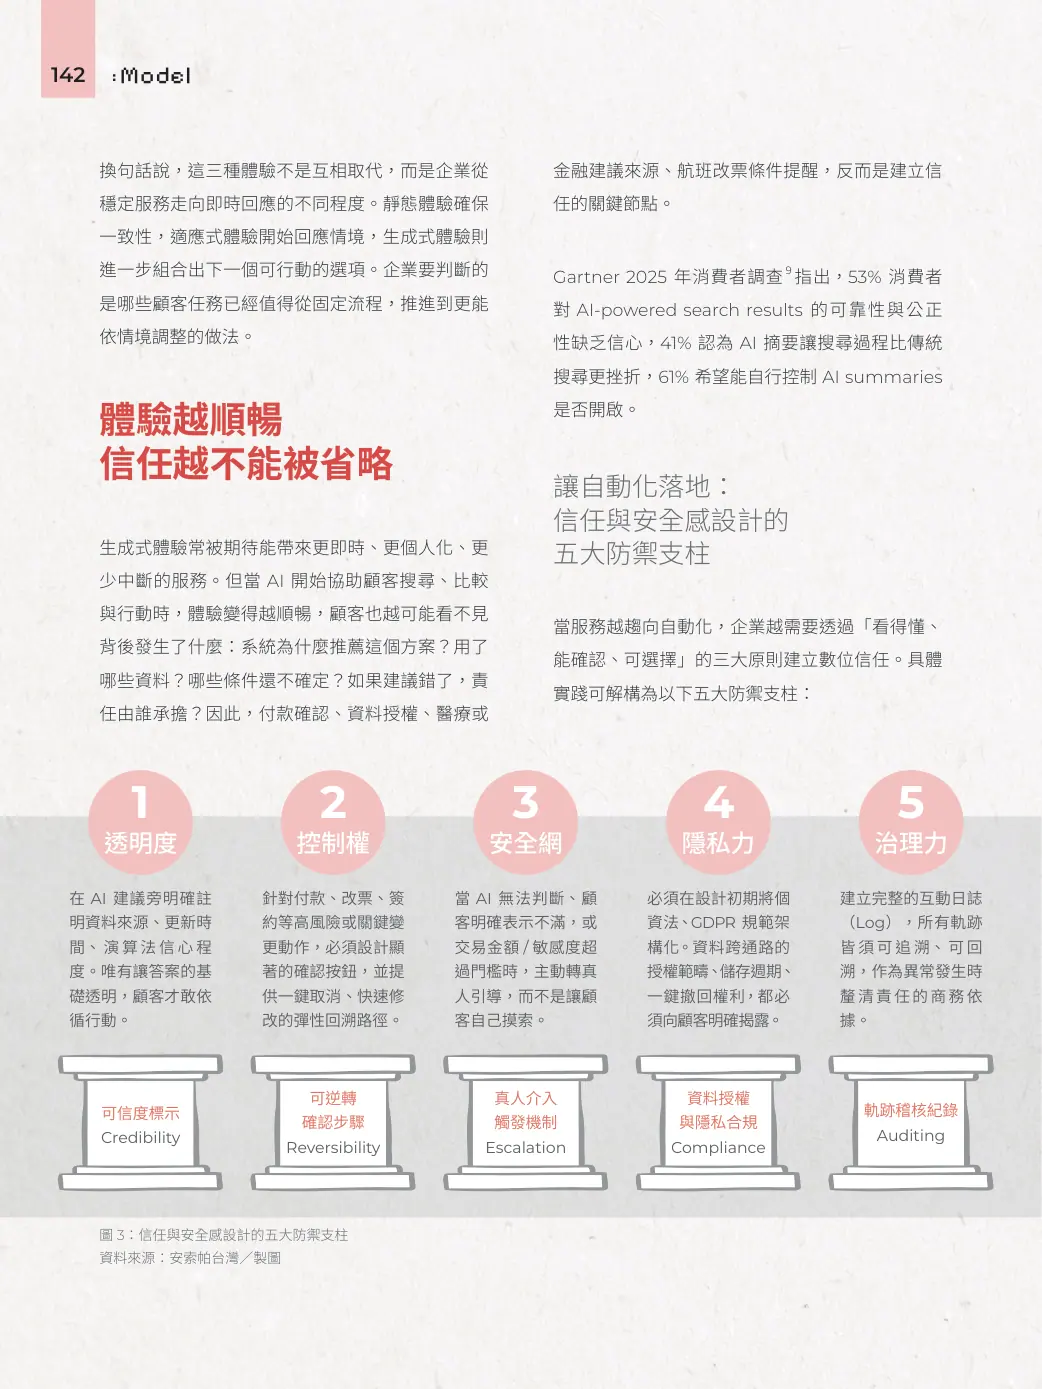 142
:Model
換句話說，這三種體驗不是互相取代，而是企業從
穩定服務走向即時回應的不同程度。靜態體驗確保
一致性，適應式體驗開始回應情境，生成式體驗則
進一步組合出下一個可行動的選項。企業要判斷的
是哪些顧客任務已經值得從固定流程，推進到更能
依情境調整的做法。
體驗越順暢
信任越不能被省略
生成式體驗常被期待能帶來更即時、更個人化、更
少中斷的服務。但當 AI 開始協助顧客搜尋、比較
與行動時，體驗變得越順暢，顧客也越可能看不見
背後發生了什麼：系統為什麼推薦這個方案？用了
哪些資料？哪些條件還不確定？如果建議錯了，責
任由誰承擔？因此，付款確認、資料授權、醫療或
金融建議來源、航班改票條件提醒，反而是建立信
任的關鍵節點。
Gartner 2025 年消費者調查9指出，53% 消費者
對 AI-powered search results 的可靠性與公正
性缺乏信心，41% 認為 AI 摘要讓搜尋過程比傳統
搜尋更挫折，61% 希望能自行控制 AI summaries
是否開啟。
讓自動化落地：
信任與安全感設計的
五大防禦支柱
當服務越趨向自動化，企業越需要透過「看得懂、
能確認、可選擇」的三大原則建立數位信任。具體
實踐可解構為以下五大防禦支柱：
1
透明度
在 AI 建議旁明確註
明資料來源、更新時
間、演算法信心程
度。唯有讓答案的基
礎透明，顧客才敢依
循行動。
可信度標示
Credibility
2
控制權
針對付款、改票、簽
約等高風險或關鍵變
更動作，必須設計顯
著的確認按鈕，並提
供一鍵取消、快速修
改的彈性回溯路徑。
可逆轉
確認步驟
Reversibility
3
安全網
當 AI 無法判斷、顧
客明確表示不滿，或
交易金額 / 敏感度超
過門檻時，主動轉真
人引導，而不是讓顧
客自己摸索。
真人介入
觸發機制
Escalation
4
隱私力
必須在設計初期將個
資法、GDPR 規範架
構化。資料跨通路的
授權範疇、儲存週期、
一鍵撤回權利，都必
須向顧客明確揭露。
資料授權
與隱私合規
Compliance
5
治理力
建立完整的互動日誌
（Log），所有軌跡
皆須可追溯、可回
溯，作為異常發生時
釐清責任的商務依
據。
軌跡稽核紀錄
Auditing
圖 3：信任與安全感設計的五大防禦支柱
資料來源：安索帕台灣／製圖